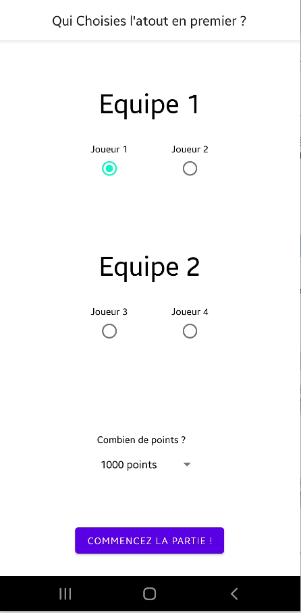 Qui Choisies l'atout en premier ?
Equipe 1
Joueur 1 Joueur 2
Equipe 2
Joueur 3 Joueur 4
Combien de points ?
1000 points
COMMENCEZ LA PARTIE !